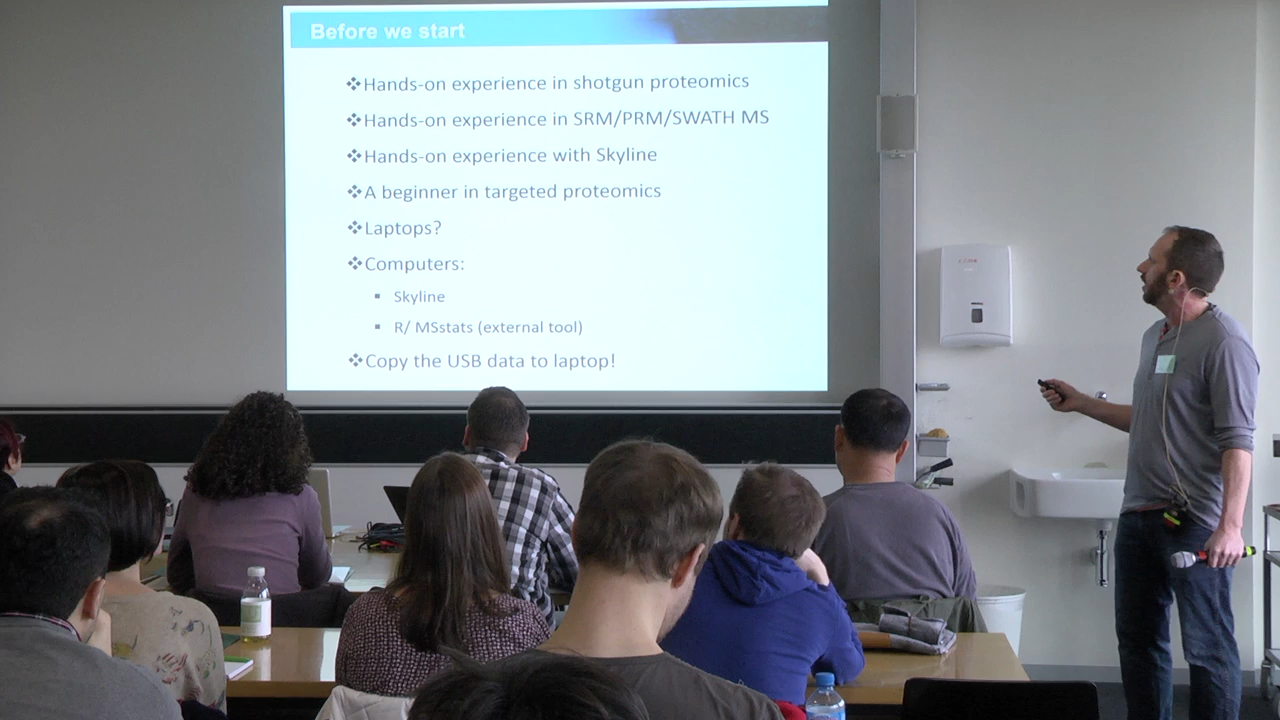 Before we start
❖Hands-on experience in shotgun proteomics
❖Hands-on experience in SRM/PRM/SWATH MS
❖Hands-on experience with Skyline
❖A beginner in targeted proteomics
❖Laptops?
❖Computers:
▪ Skyline
▪ R/ MSstats (external tool)
❖Copy the USB data to laptop!